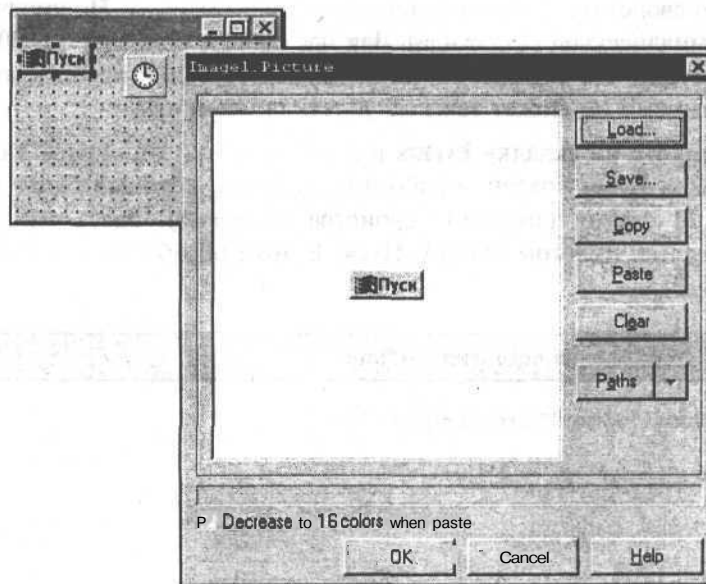 Пуск
Image1.Picture
Load...
Save...
Copy
Paste
Clear
Paths
Пуск
P Decrease to 16 colors when paste
OK
Cancel
Help